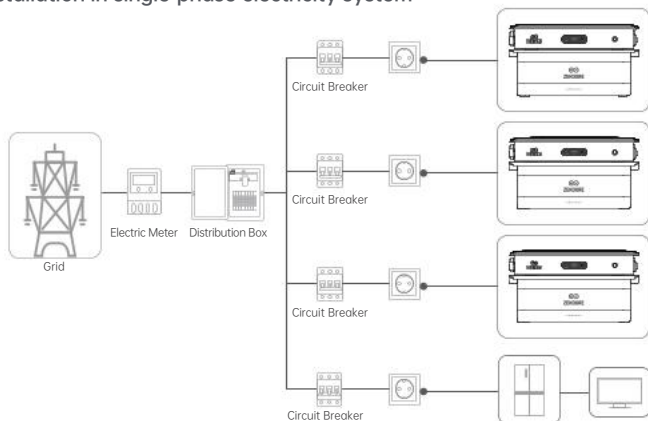 stallation in single-phase electricity system
Circuit Breaker
Circuit Breaker
Electric Meter
Distribution Box
Grid
Circuit Breaker
Circuit Breaker